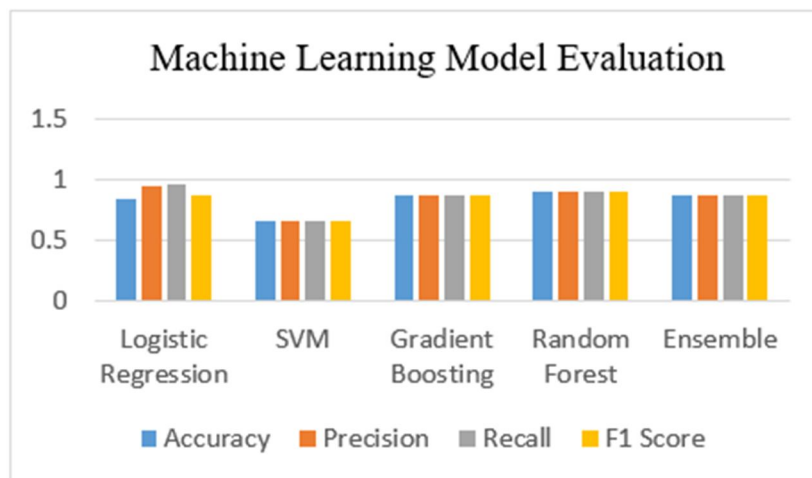 Machine Learning Model Evaluation
1.5
1
0.5
0
Logistic Regression
SVM
Gradient Boosting
Random Forest
Ensemble
Accuracy Precision Recall F1 Score